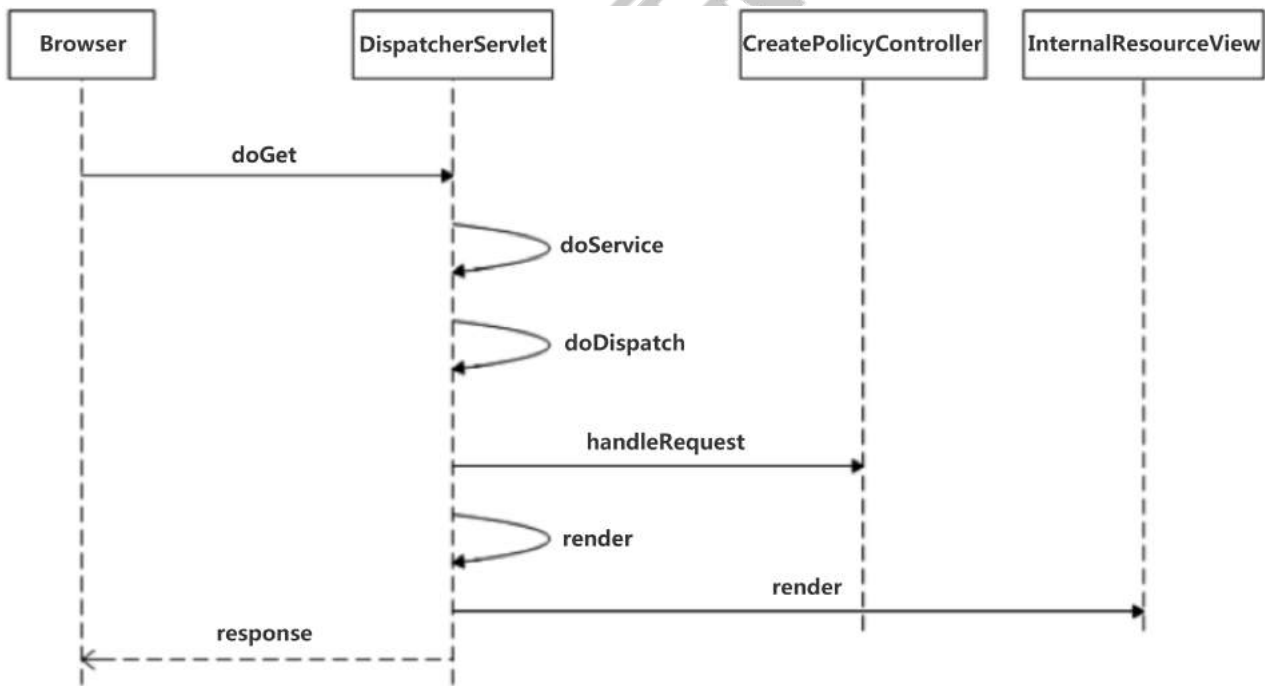 Browser
DispatcherServlet
CreatePolicyController
InternalResourceView
doGet
doService
doDispatch
handleRequest
render
render
response